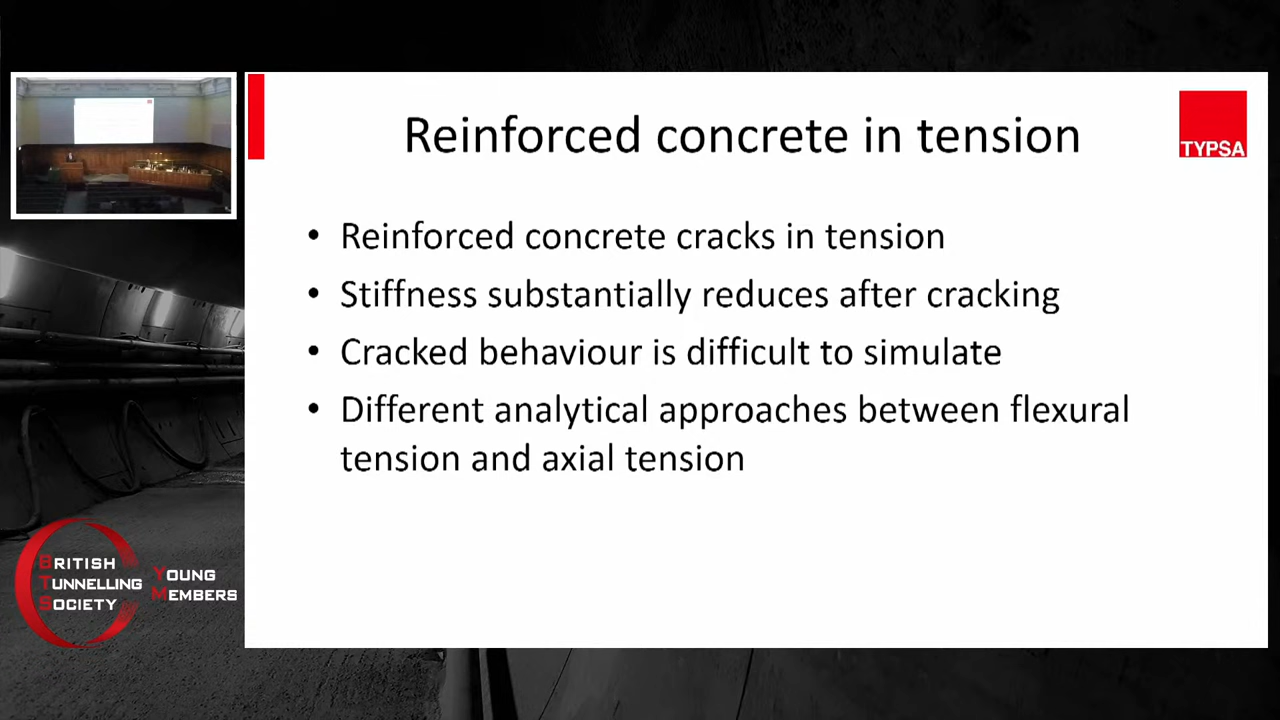 Reinforced concrete in tension
TYPSA
• Reinforced concrete cracks in tension
• Stiffness substantially reduces after cracking
• Cracked behaviour is difficult to simulate
• Different analytical approaches between flexural
tension and axial tension
BRITISH
TUNNELLING
SOCIETY
YOUNG
MEMBERS